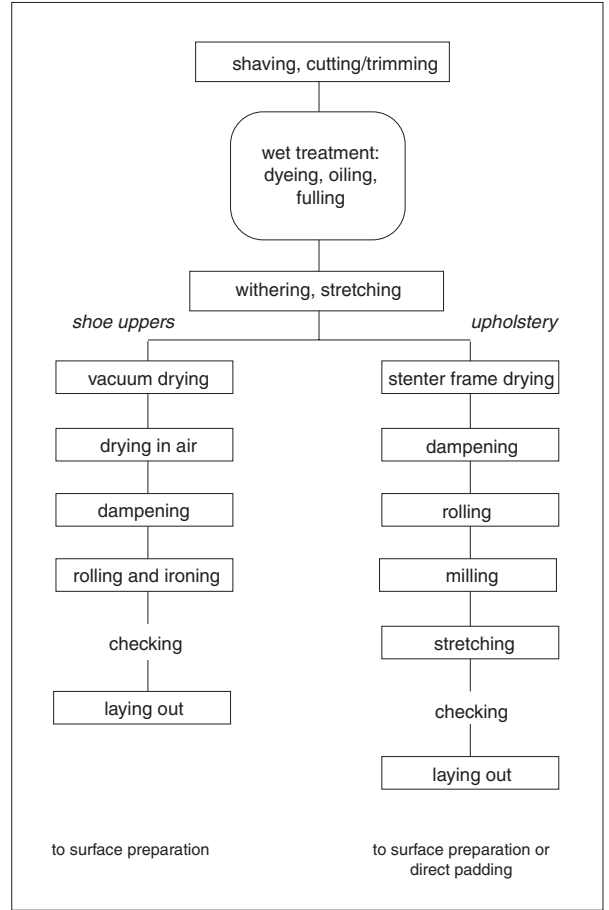 shaving, cutting/trimming
wet treatment:
dyeing, oiling,
fulling
withering, stretching
shoe uppers
vacuum drying
drying in air
dampening
rolling and ironing
checking
laying out
to surface preparation
upholstery
stenter frame drying
dampening
rolling
milling
stretching
checking
laying out
to surface preparation or
direct padding